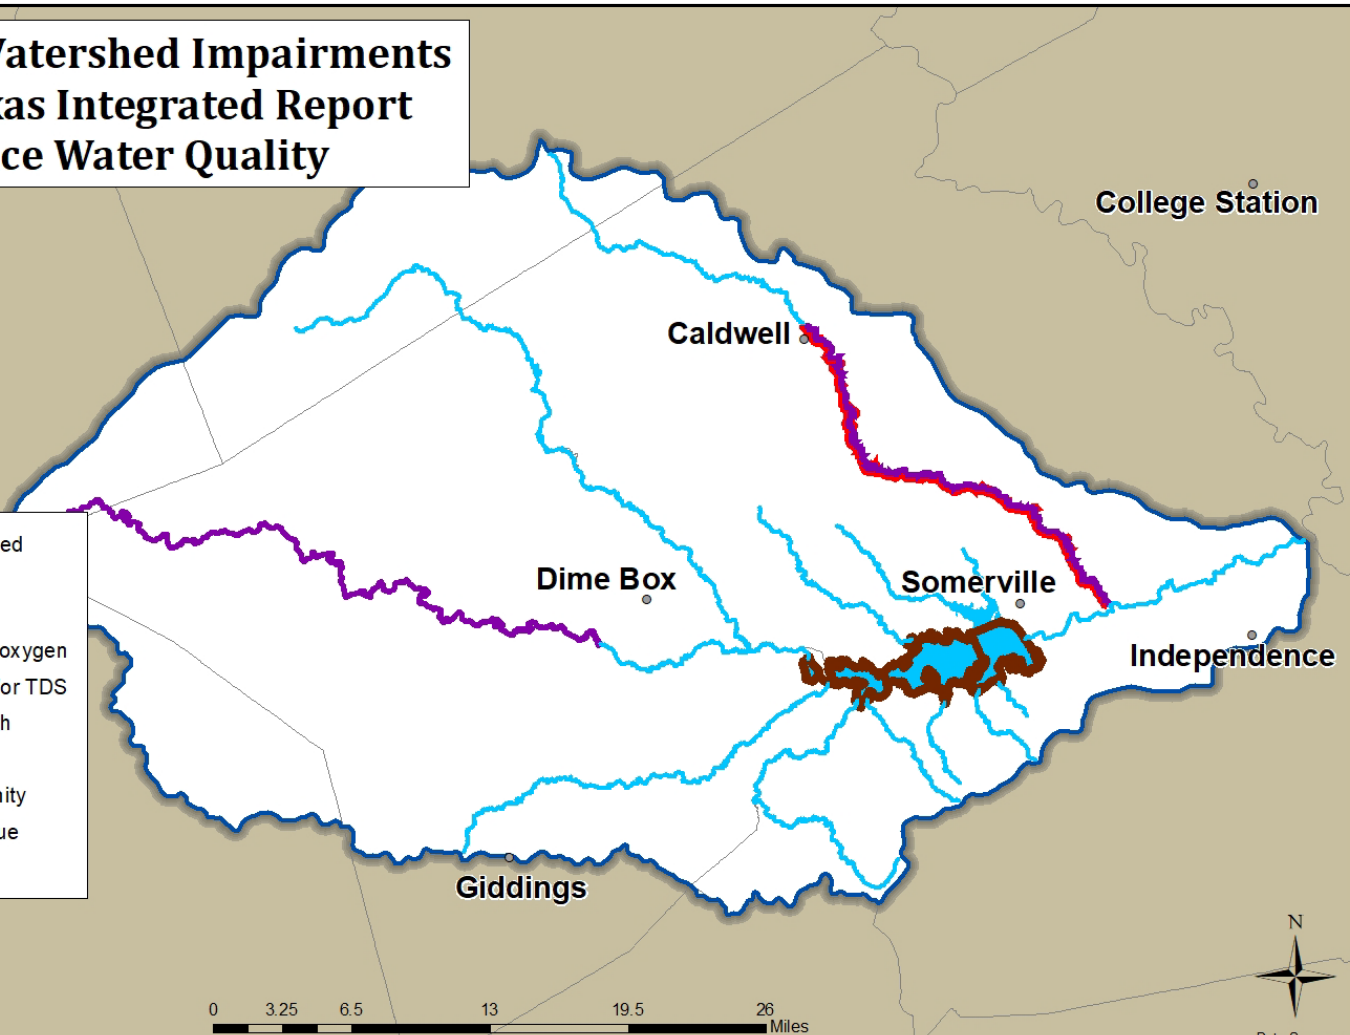 Watershed Impairments
xas Integrated Report
ce Water Quality
College Station
Caldwell
ed
Dime Box
Somerville
oxygen
Independence
or TDS
h
nity
ue
Giddings
N
0 3.25 6.5 13 19.5 26
Miles